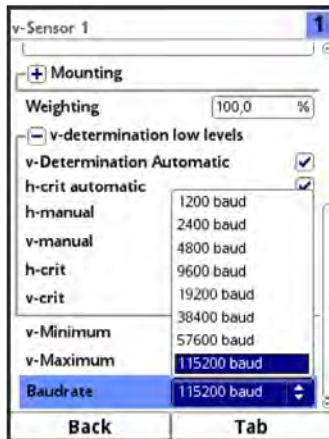 v-Sensor 1 1
Mounting
Weighting 100,0 %
v-determination low levels
v-Determination Automatic
h-crit automatic
1200 baud
h-manual
2400 baud
4800 baud
v-manual
9600 baud
h-crit
19200 baud
v-crit
38400 baud
v-Minimum
57600 baud
v-Maximum
115200 baud
Baudrate 115200 baud
Back Tab